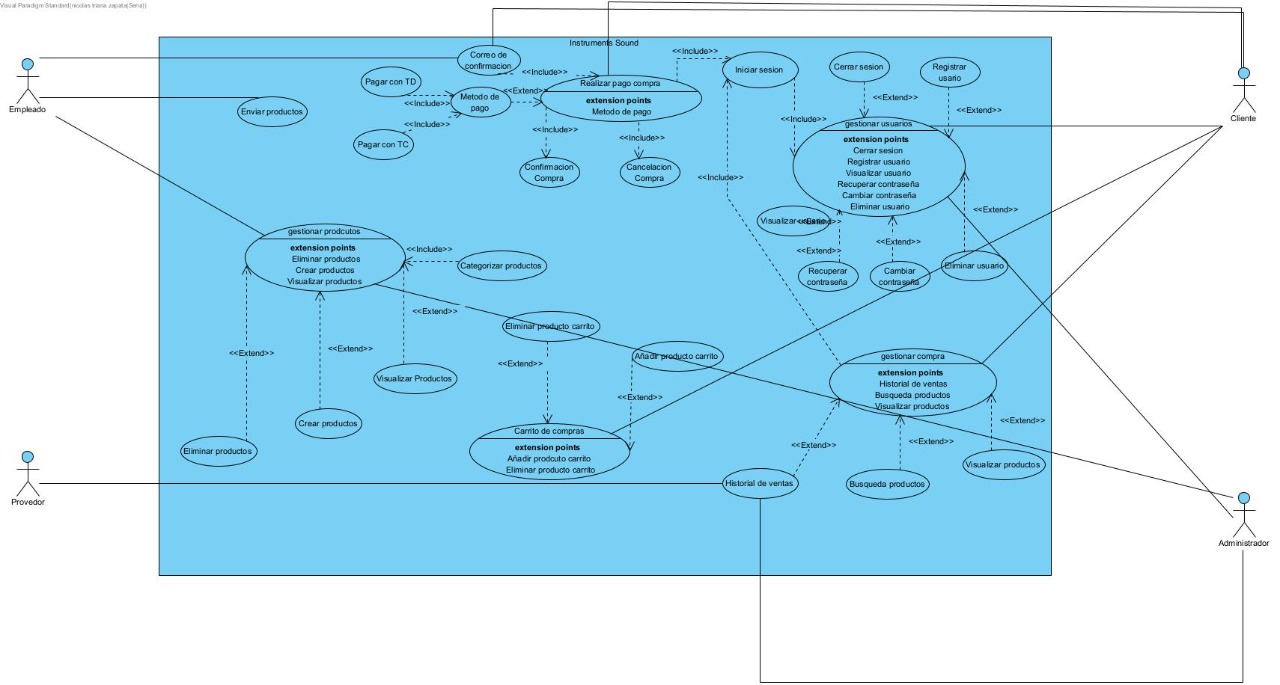 Visual Paradigm Standard(nicolas triana zapata(Sena))
Instruments Sound
Correo de
confirmacion
<<Include>>
<<Include>>
Realizar pago compra
extension points
Metodo de pago
Iniciar sesion
Cerrar sesion
Registrar
usario
Pagar con TD
<<Include>>
Metodo de
pago
<<Extend>>
<<Include>>
Pagar con TC
Enviar productos
<<Include>>
<<Include>>
Confirmacion
Compra
Cancelacion
Compra
<<Include>>
<<Include>>
<<Extend>>
<<Extend>>
gestionar usuarios
extension points
Cerrar sesion
Registrar usuario
Visualizar usuario
Recuperar contraseña
Cambiar contraseña
Eliminar usuario
Visualizar usuario
<<Extend>>
<<Extend>>
<<Extend>>
<<Extend>>
Recuperar
contraseña
Cambiar
contraseña
Eliminar usuario
Empleado
Cliente
gestionar prodcutos
extension points
Eliminar productos
Crear productos
Visualizar productos
<<Include>>
Categorizar productos
<<Extend>>
<<Extend>>
<<Extend>>
Visualizar Productos
Crear productos
Eliminar productos
Eliminar producto carrito
Añadir producto carrito
<<Extend>>
<<Extend>>
Carrito de compras
extension points
Añadir prodcuto carrito
Eliminar producto carrito
gestionar compra
extension points
Historial de ventas
Busqueda productos
Visualizar productos
<<Extend>>
<<Extend>>
<<Extend>>
Historial de ventas
Busqueda productos
Visualizar productos
Provedor
Administrador